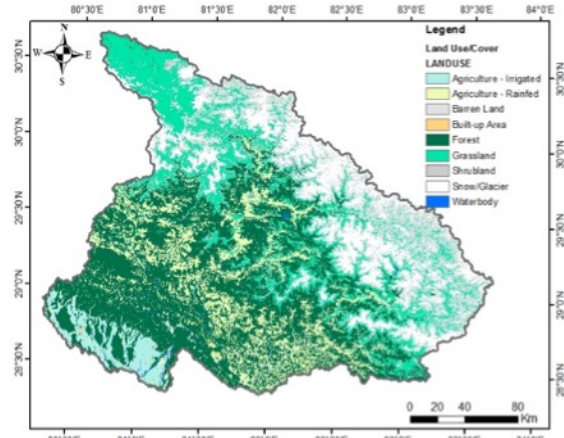 80°30'E 81°0'E 81°30'E 82°0'E 82°30'E 83°0'E 83°30'E 84°0'E
N
W E
S
Legend
Land Use/Cover
LANDUSE
Agriculture - Irrigated
Agriculture - Rainfed
Barren Land
Built-up Area
Forest
Grassland
Shrubland
Snow/Glacier
Waterbody
30°30'N
30°0'N
29°30'N
29°0'N
28°30'N
30°30'N
30°0'N
29°30'N
29°0'N
28°30'N
0 20 40 80
Km